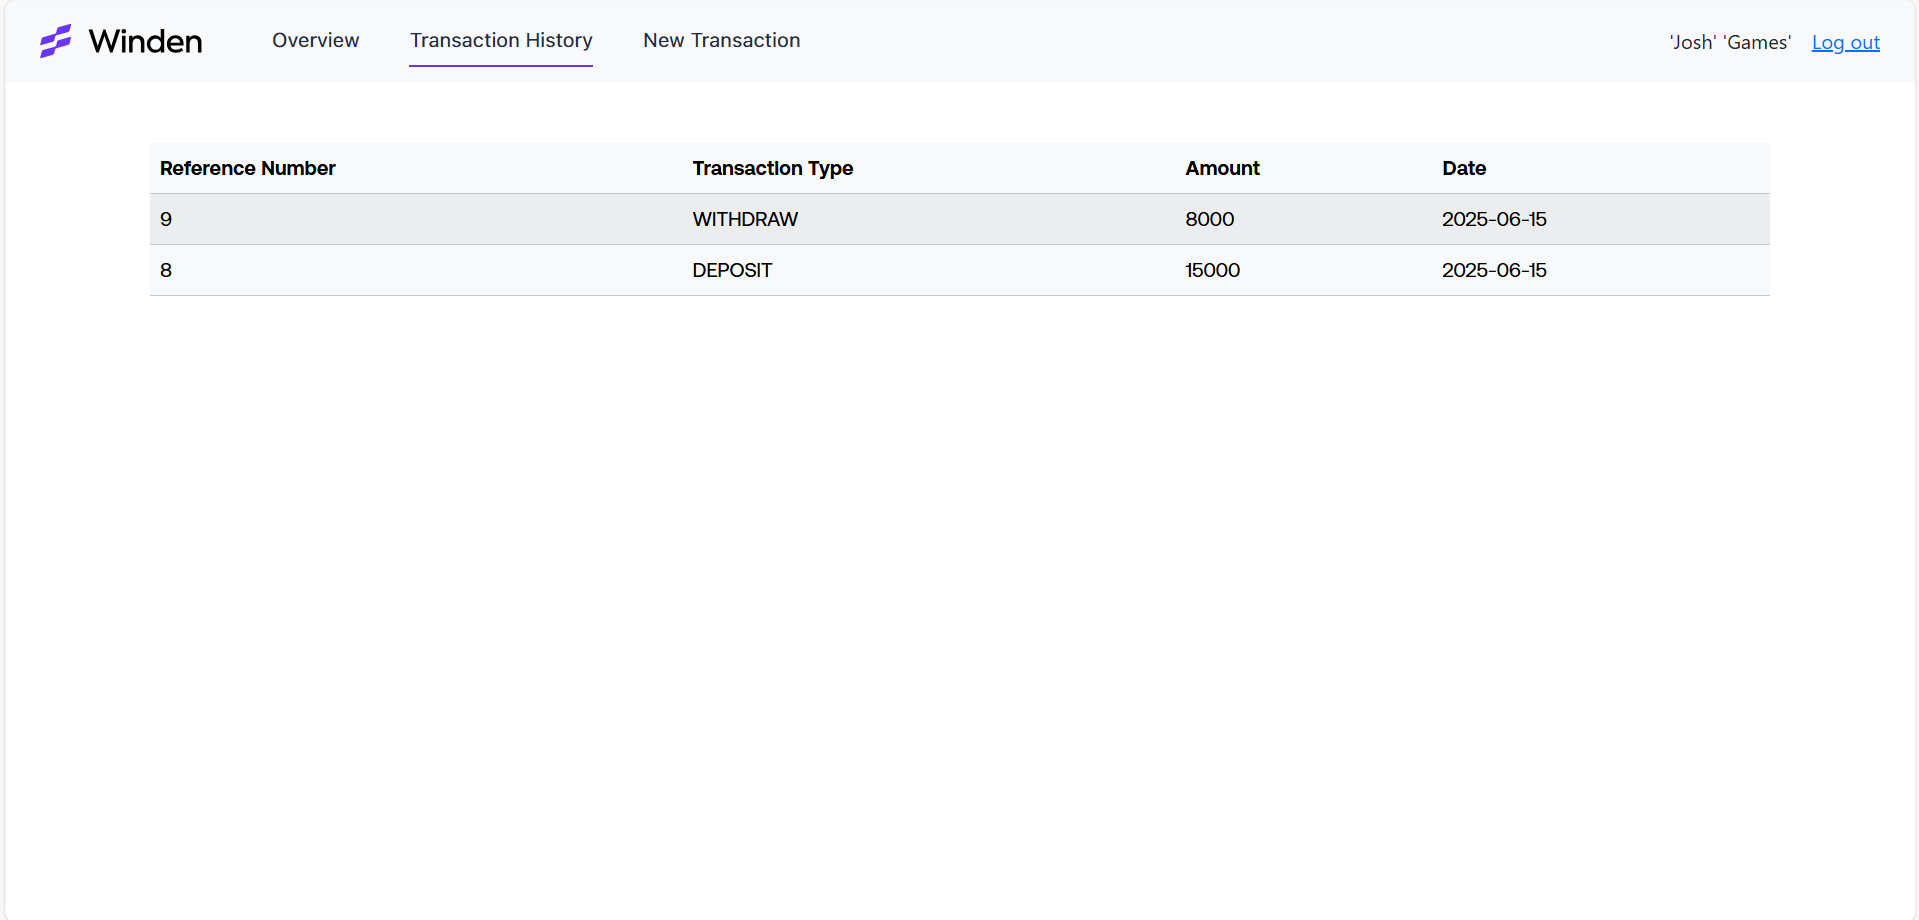 Winden Overview Transaction History New Transaction 'Josh' 'Games' Log out
Reference Number Transaction Type Amount Date
9 WITHDRAW 8000 2025-06-15
8 DEPOSIT 15000 2025-06-15